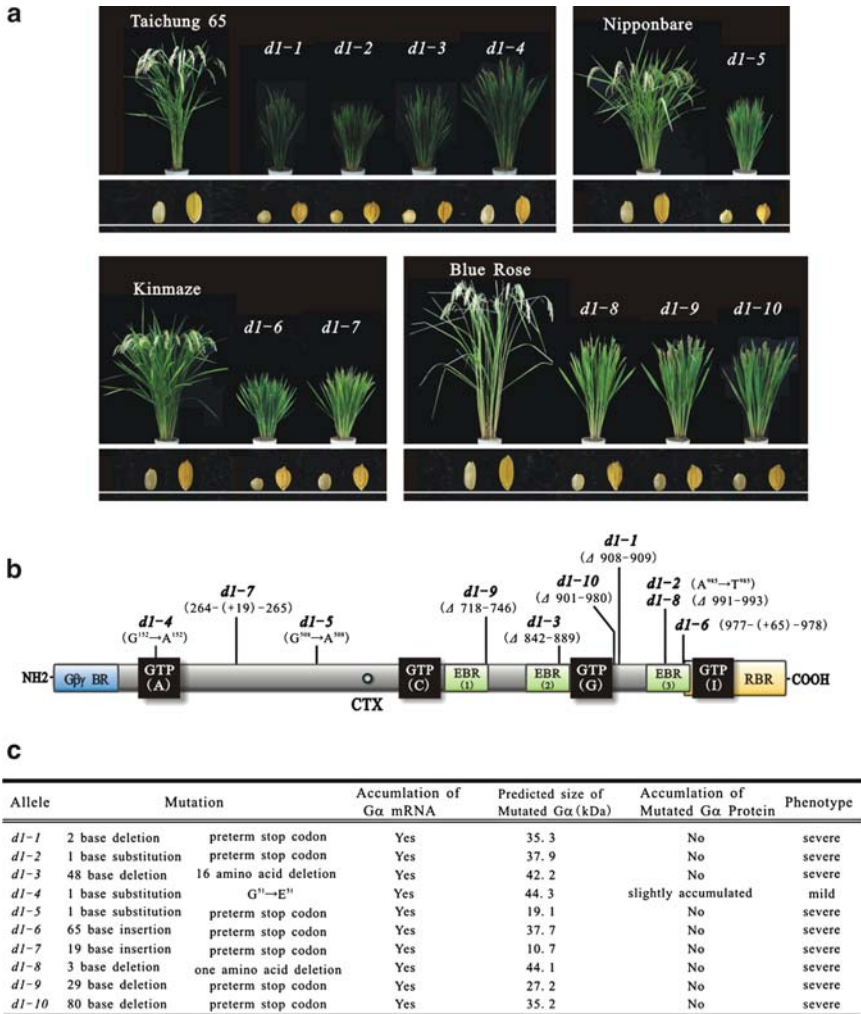 a
Taichung 65
d1-1
d1-2
d1-3
d1-4
Nipponbare
d1-5
Kinmaze
d1-6
d1-7
Blue Rose
d1-8
d1-9
d1-10
b
d1-4
(G¹⁵²→A¹⁵²)
d1-7
(264-(+19)-265)
d1-5
d1-9
(Δ 718-746)
d1-3
(Δ 842-889)
d1-10
(Δ 901-980)
d1-1
(Δ 908-909)
d1-2
d1-8 (Δ 991-993)
d1-6 (977-(+65)-978)
NH2-
Gβγ BR
GTP
(A)
CTX
GTP
(C)
EBR
(1)
EBR
(2)
GTP
(G)
EBR
(3)
GTP
(I)
RBR
-COOH
c
Allele Mutation Accumlation of Gα mRNA Predicted size of Mutated Gα(kDa) Accumlation of Mutated Gα Protein Phenotype
d1-1 2 base deletion preterm stop codon Yes 35.3 No severe
d1-2 1 base substitution preterm stop codon Yes 37.9 No severe
d1-3 48 base deletion 16 amino acid deletion Yes 42.2 No severe
d1-4 1 base substitution G⁵¹→E⁵¹ Yes 44.3 slightly accumulated mild
d1-5 1 base substitution preterm stop codon Yes 19.1 No severe
d1-6 65 base insertion preterm stop codon Yes 37.7 No severe
d1-7 19 base insertion preterm stop codon Yes 10.7 No severe
d1-8 3 base deletion one amino acid deletion Yes 44.1 No severe
d1-9 29 base deletion preterm stop codon Yes 27.2 No severe
d1-10 80 base deletion preterm stop codon Yes 35.2 No severe